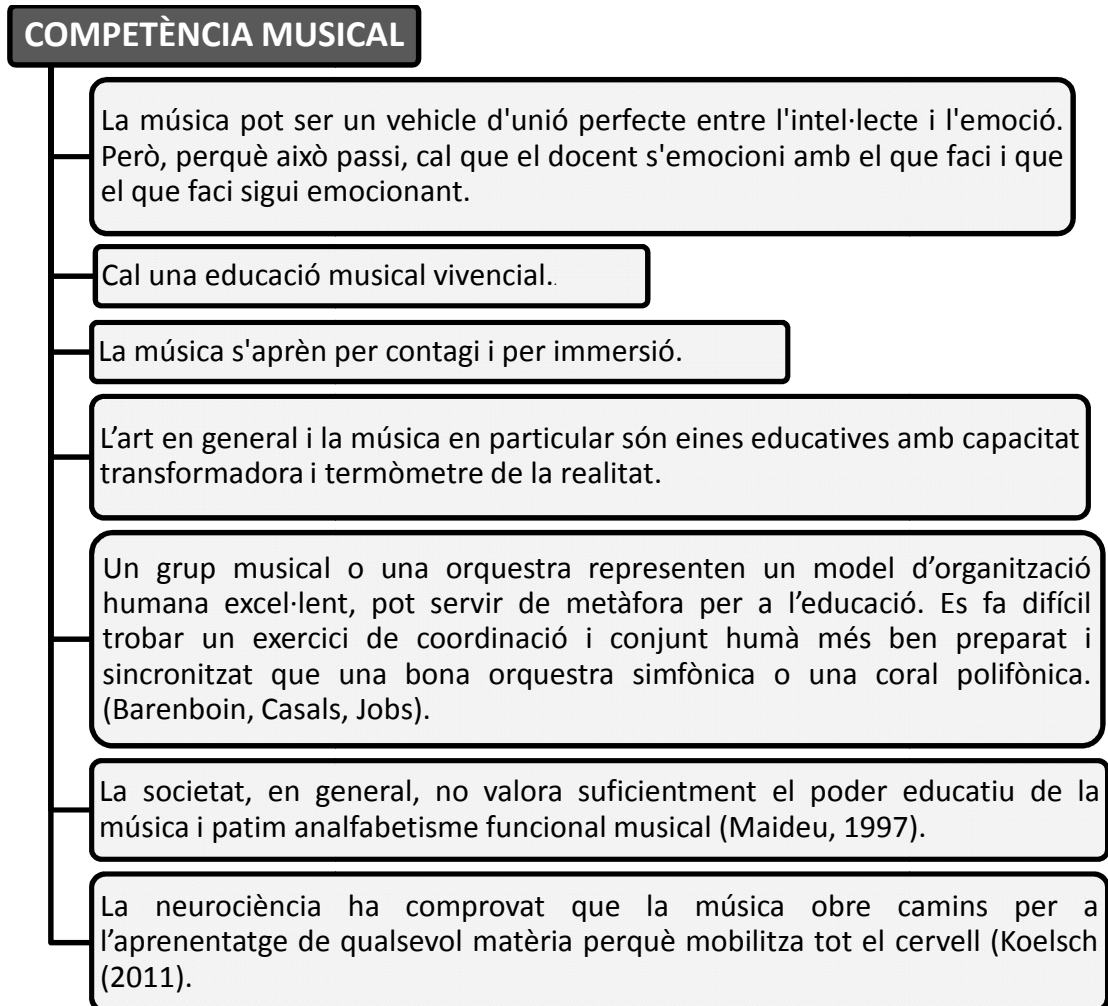 COMPETÈNCIA MUSICAL
La música pot ser un vehicle d'unió perfecte entre l'intel·lecte i l'emoció.
Però, perquè això passi, cal que el docent s'emocioni amb el que faci i que
el que faci sigui emocionant.
Cal una educació musical vivencial..
La música s'aprèn per contagi i per immersió.
L’art en general i la música en particular són eines educatives amb capacitat
transformadora i termòmetre de la realitat.
Un grup musical o una orquestra representen un model d’organització
humana excel·lent, pot servir de metàfora per a l’educació. Es fa difícil
trobar un exercici de coordinació i conjunt humà més ben preparat i
sincronitzat que una bona orquestra simfònica o una coral polifònica.
(Barenboin, Casals, Jobs).
La societat, en general, no valora suficientment el poder educatiu de la
música i patim analfabetisme funcional musical (Maideu, 1997).
La neurociència ha comprovat que la música obre camins per a
l’aprenentatge de qualsevol matèria perquè mobilitza tot el cervell (Koelsch
(2011).